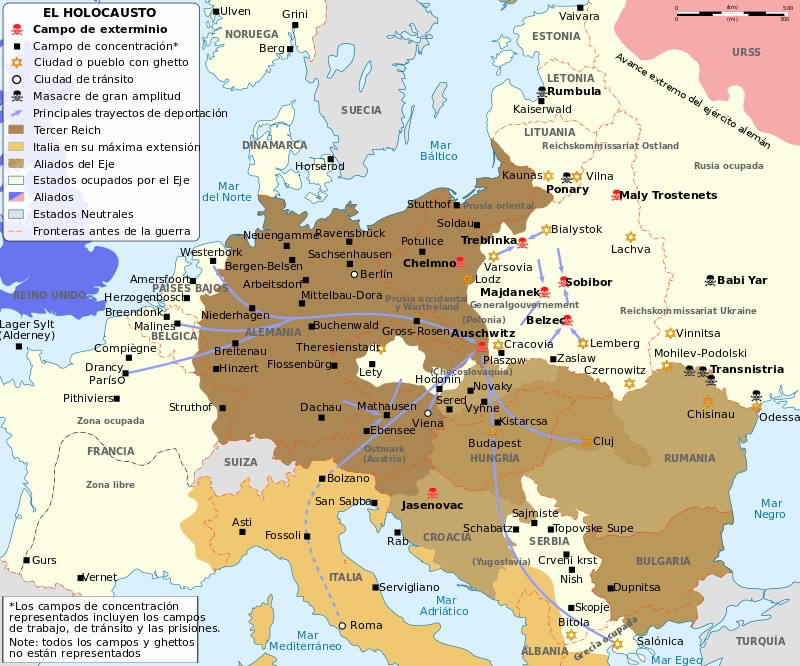 EL HOLOCAUSTO
Campo de exterminio
Campo de concentración*
Ciudad o pueblo con ghetto
Ciudad de tránsito
Masacre de gran amplitud
Principales trayectos de deportación
Tercer Reich
Italia en su máxima extensión
Aliados del Eje
Estados ocupados por el Eje
Aliados
Estados Neutrales
Fronteras antes de la guerra
Ulven
Grini
NORUEGA
Berg
SUECIA
DINAMARCA
Horserød
Mar
del Norte
Mar
Báltico
Vaivara
ESTONIA
0 (km) 500
0 (mi) 300
URSS
Avance extremo del ejército alemán
LETONIA
Rumbula
Kaiserwald
LITUANIA
Reichskommissariat Ostland
Rusia ocupada
Kaunas
Vilna
Ponary
Maly Trostenets
Stutthof
Prusia oriental
Soldau
Treblinka
Bialystok
Lachva
Neuengamme
Ravensbrück
Potulice
Sachsenhausen
Chelmno
Varsovia
Westerbork
Bergen-Belsen
Berlín
Lodz
Sobibor
Babi Yar
Amersfoort
PAÍSES BAJOS
Arbeitsdorf
Majdanek
REINO UNIDO
Herzogenbosch
Mittelbau-Dora
Prusia occidental
y Wartheland
Generalgouvernement
(Polonia)
Reichskommissariat Ukraine
Breendonk
Niederhagen
Belzec
Lager Sylt
(Alderney)
Malines
BÉLGICA
ALEMANIA
Buchenwald
Gross-Rosen
Auschwitz
Vinnitsa
Compiègne
Breitenau
Theresienstadt
Cracovia
Lemberg
Mohilev-Podolski
Drancy
París
Hinzert
Flossenbürg
Lety
Plaszow
Zaslaw
Czernowitz
Transnistria
(Checoslovaquia)
Hodonín
Novaky
Pithiviers
Struthof
Dachau
Mathausen
Sered
Vyhne
Chisinau
Odessa
Zona ocupada
Ebensee
Viena
Kistarcsa
FRANCIA
Ostmark
(Austria)
Budapest
Cluj
SUIZA
HUNGRÍA
RUMANIA
Zona libre
Bolzano
San Sabba
Jasenovac
Mar
Negro
Asti
Fossoli
Rab
CROACIA
Sajmiste
Schabatz
Topovske Supe
SERBIA
Gurs
Vernet
(Yugoslavia)
Crveni krst
Nish
BULGARIA
ITALIA
Servigliano
Dupnitsa
Mar
Adriático
Skopje
Bitola
Roma
Mar
Mediterráneo
ALBANIA
Grecia ocupada
Salónica
Mar Egeo
TURQUÍA
*Los campos de concentración
representados incluyen los campos
de trabajo, de tránsito y las prisiones.
Note: todos los campos y ghettos
no están representados